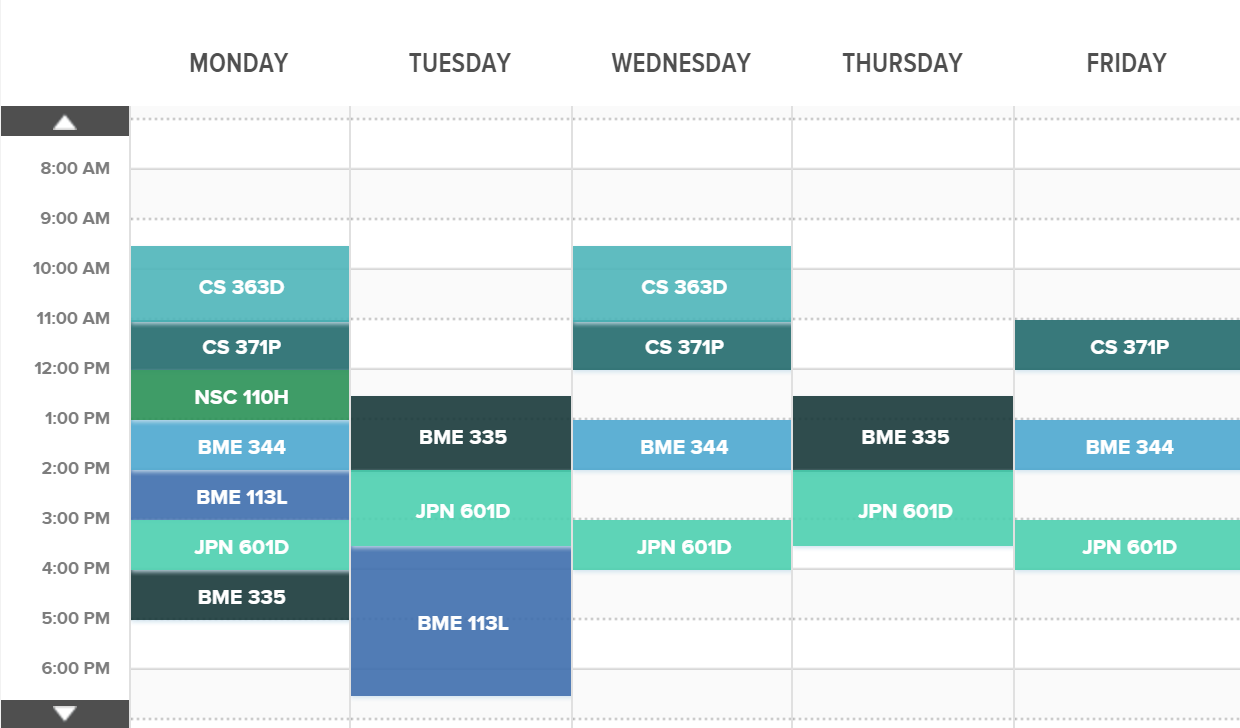 MONDAY TUESDAY WEDNESDAY THURSDAY FRIDAY
8:00 AM
9:00 AM
10:00 AM
CS 363D CS 363D
11:00 AM
CS 371P CS 371P CS 371P
12:00 PM
NSC 110H
1:00 PM
BME 335 BME 335
BME 344 BME 344 BME 344
2:00 PM
BME 113L
JPN 601D JPN 601D
3:00 PM
JPN 601D JPN 601D JPN 601D
4:00 PM
BME 335
5:00 PM
BME 113L
6:00 PM